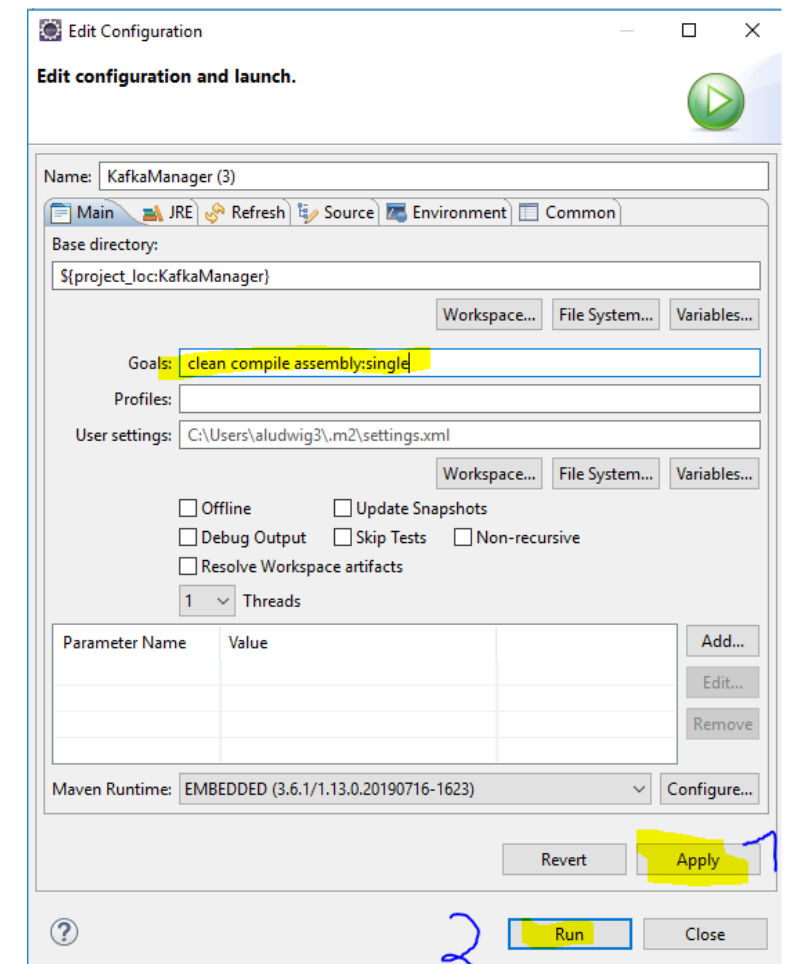 Edit Configuration
Edit configuration and launch.
Name: KafkaManager (3)
Main JRE Refresh Source Environment Common
Base directory:
${project_loc:KafkaManager}
Workspace... File System... Variables...
Goals: clean compile assembly:single
Profiles:
User settings: C:\Users\aludwig3\.m2\settings.xml
Workspace... File System... Variables...
Offline Update Snapshots
Debug Output Skip Tests Non-recursive
Resolve Workspace artifacts
1 Threads
Parameter Name Value Add...
Edit...
Remove
Maven Runtime: EMBEDDED (3.6.1/1.13.0.20190716-1623) Configure...
Revert Apply 1
? 2 Run Close